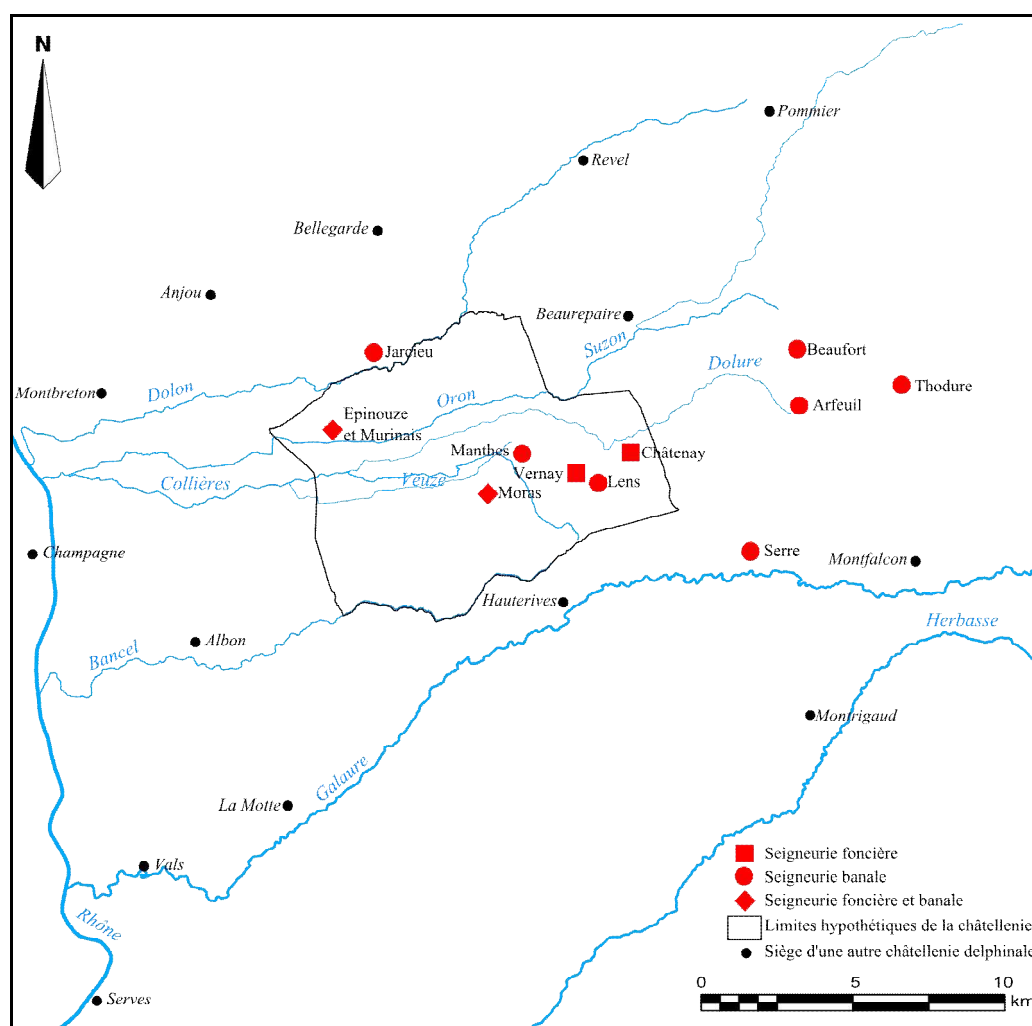 N
Pommier
Revel
Bellegarde
Anjou
Beaurepaire
Suzon
Jarcieu
Beaufort
Dolure
Thodure
Montbreton
Dolon
Oron
Arfeuil
Epinouze
et Murinais
Manthes
Châtenay
Vernay
Collières
Veuze
Lens
Moras
Champagne
Serre
Montfalcon
Hauterives
Herbasse
Albon
Bancel
Montrigaud
Galaure
La Motte
Vals
Rhône
Serves
Seigneurie foncière
Seigneurie banale
Seigneurie foncière et banale
Limites hypothétiques de la châtellenie
Siège d'une autre châtellenie delphinale
0 5 10
km